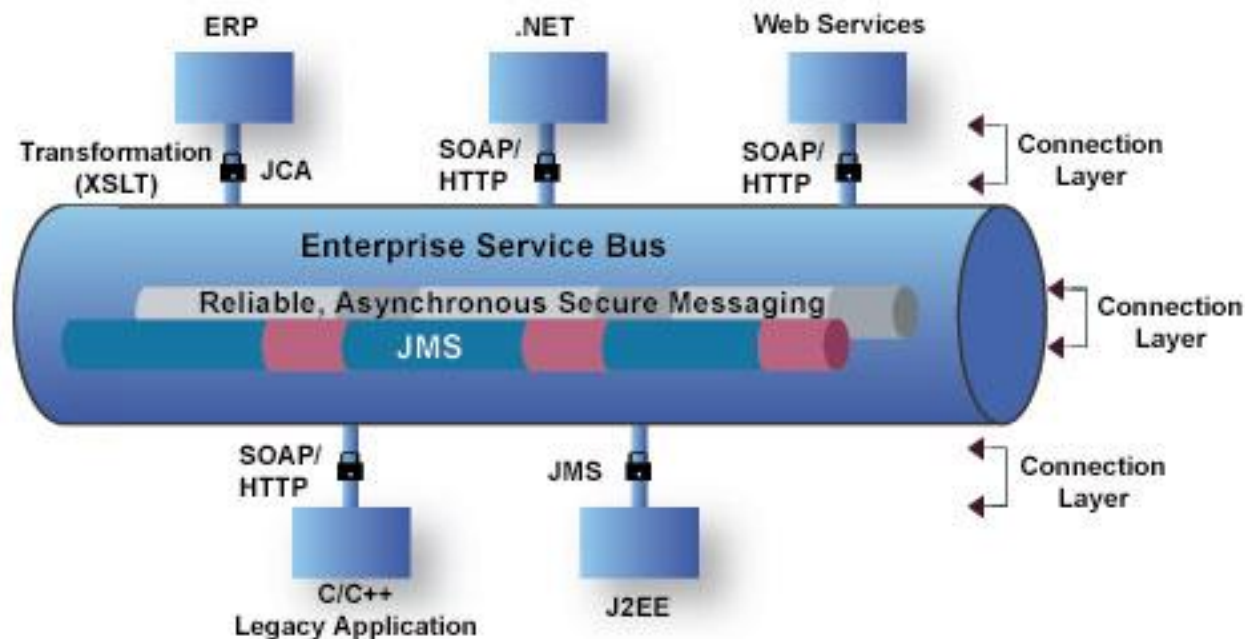 ERP
.NET
Web Services
Transformation
(XSLT)
JCA
SOAP/
HTTP
SOAP/
HTTP
Connection
Layer
Enterprise Service Bus
Reliable, Asynchronous Secure Messaging
JMS
Connection
Layer
SOAP/
HTTP
JMS
Connection
Layer
C/C++
Legacy Application
J2EE